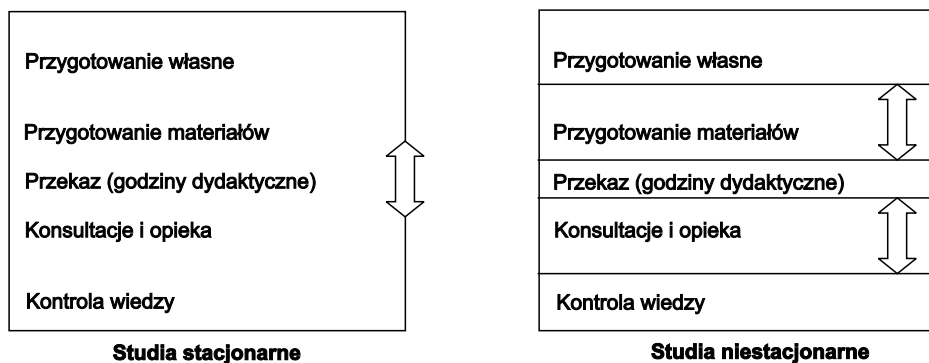 Przygotowanie własne
Przygotowanie materiałów
Przekaz (godziny dydaktyczne)
Konsultacje i opieka
Kontrola wiedzy
Studia stacjonarne
Przygotowanie własne
Przygotowanie materiałów
Przekaz (godziny dydaktyczne)
Konsultacje i opieka
Kontrola wiedzy
Studia niestacjonarne